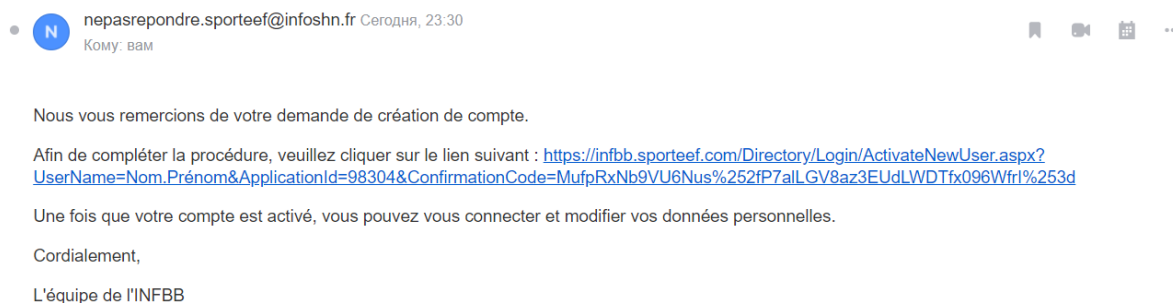 nepasrepondre.sporteef@infoshn.fr Сегодня, 23:30
N
Кому: вам
Nous vous remercions de votre demande de création de compte.
Afin de compléter la procédure, veuillez cliquer sur le lien suivant : https://infbb.sporteef.com/Directory/Login/ActivateNewUser.aspx?
UserName=Nom.Prénom&ApplicationId=98304&ConfirmationCode=MufpRxNb9VU6Nus%252fP7alLGV8az3EUdLWDTfx096WfrI%253d
Une fois que votre compte est activé, vous pouvez vous connecter et modifier vos données personnelles.
Cordialement,
L'équipe de l'INFBB